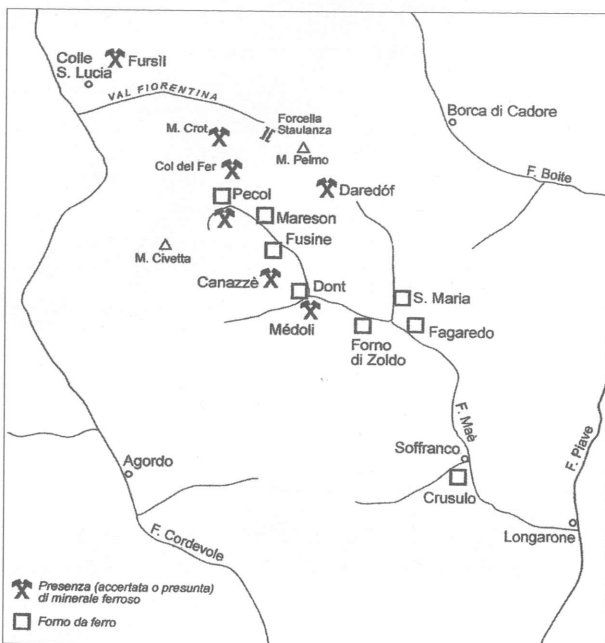 Colle
S. Lucia
Fursìl
VAL FIORENTINA
Forcella
Staulanza
M. Crot
M. Pelmo
Borca di Cadore
F. Boite
Col del Fer
Daredóf
Pecol
Mareson
Fusine
M. Civetta
Canazzè
Dont
S. Maria
Médoli
Forno
di Zoldo
Fagaredo
F. Maè
F. Piave
Soffranco
Agordo
Crusulo
Longarone
F. Cordevole
Presenza (accertata o presunta)
di minerale ferroso
Forno da ferro